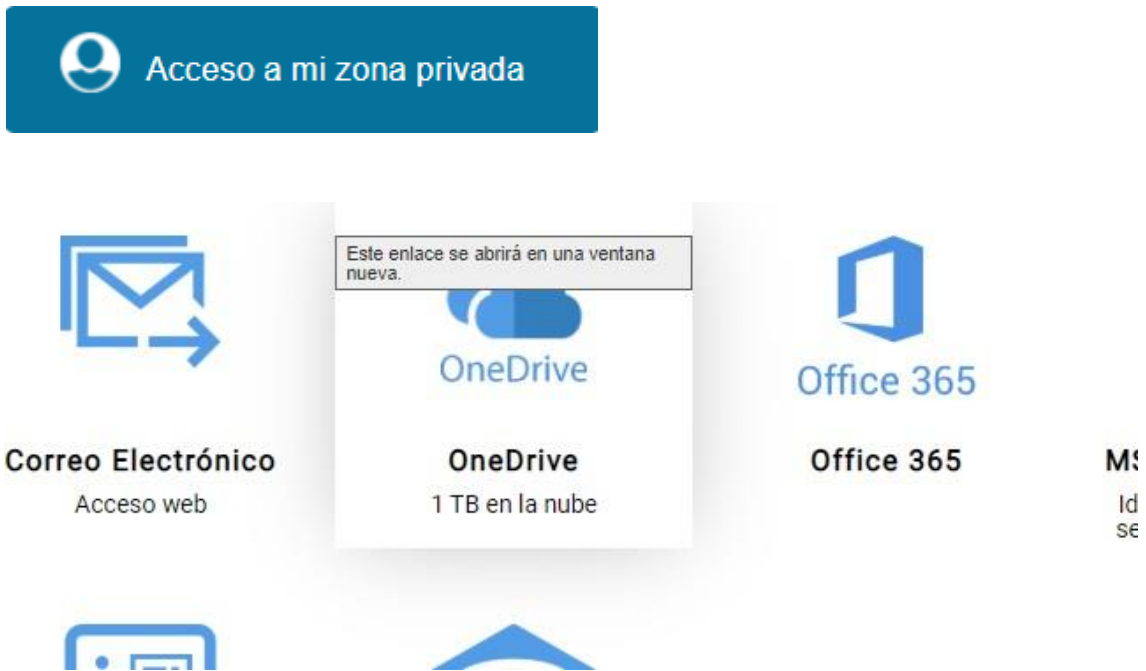 Acceso a mi zona privada
Este enlace se abrirá en una ventana
nueva.
OneDrive
Office 365
Correo Electrónico
OneDrive
Office 365
Acceso web
1 TB en la nube